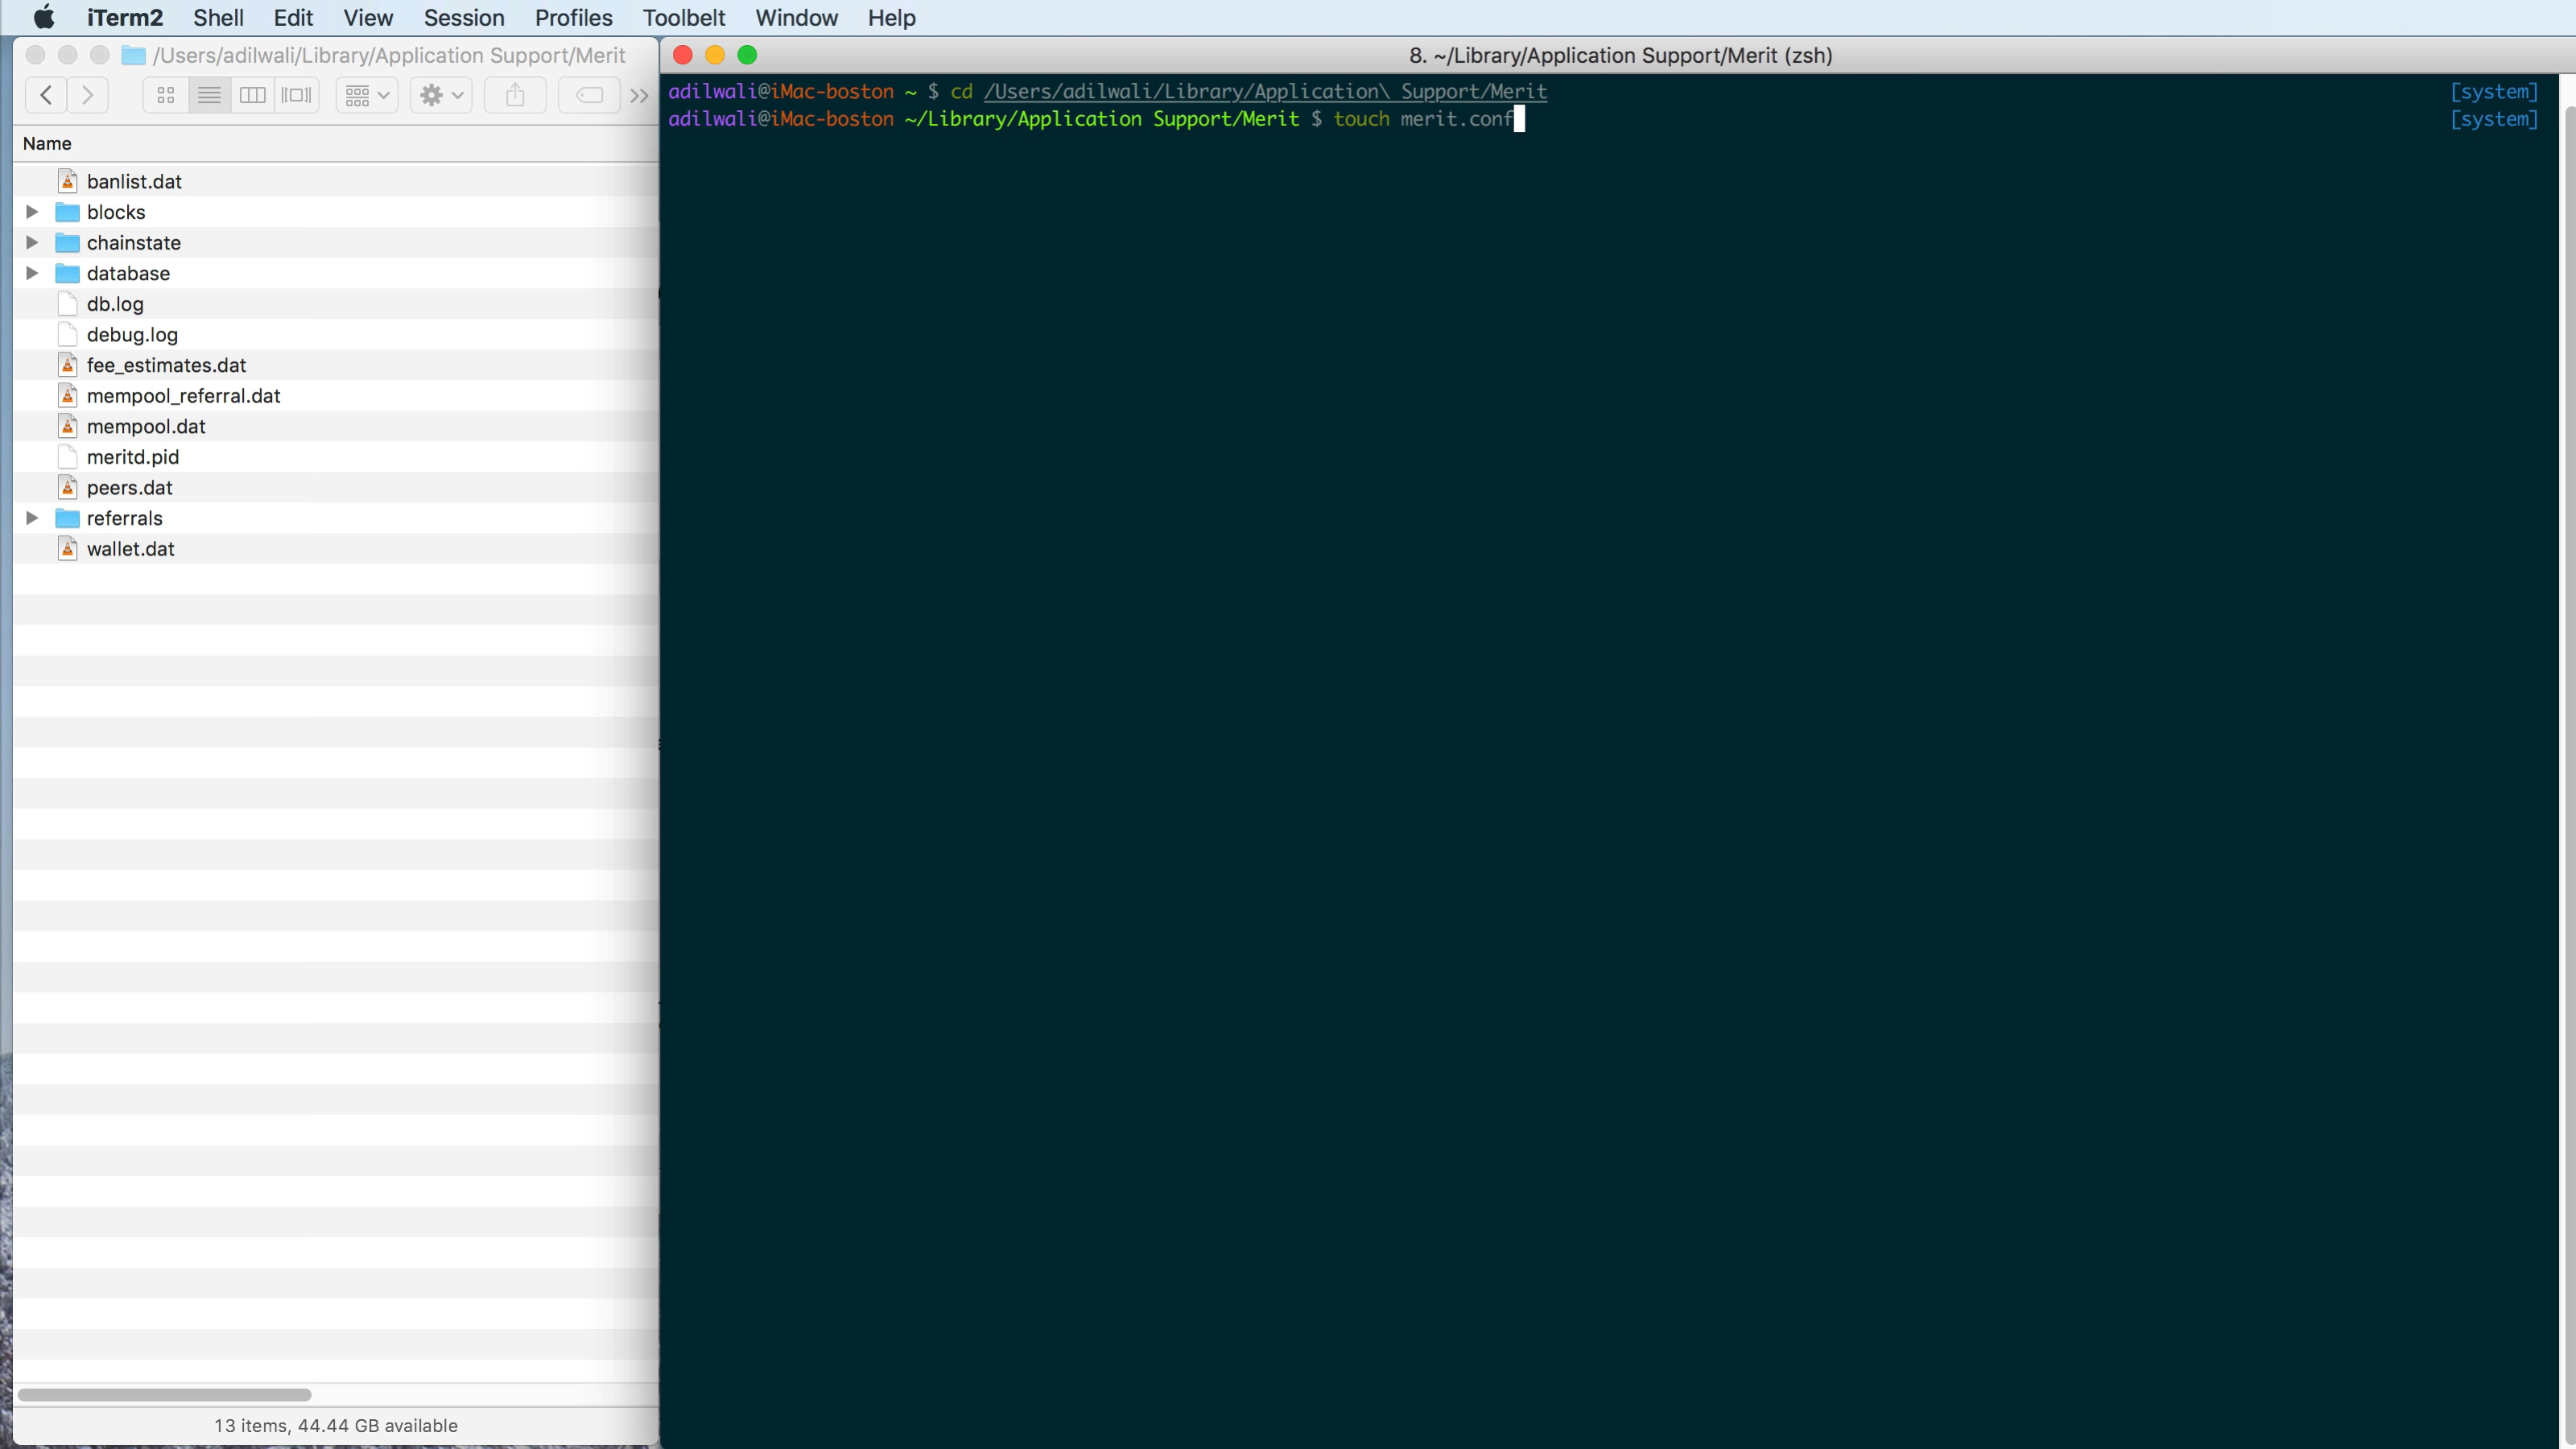 iTerm2 Shell Edit View Session Profiles Toolbelt Window Help
/Users/adilwali/Library/Application Support/Merit
8. ~/Library/Application Support/Merit (zsh)
adilwali@iMac-boston ~ $ cd /Users/adilwali/Library/Application\ Support/Merit [system]
adilwali@iMac-boston ~/Library/Application Support/Merit $ touch merit.conf [system]
Name
banlist.dat
blocks
chainstate
database
db.log
debug.log
fee_estimates.dat
mempool_referral.dat
mempool.dat
meritd.pid
peers.dat
referrals
wallet.dat
13 items, 44.44 GB available